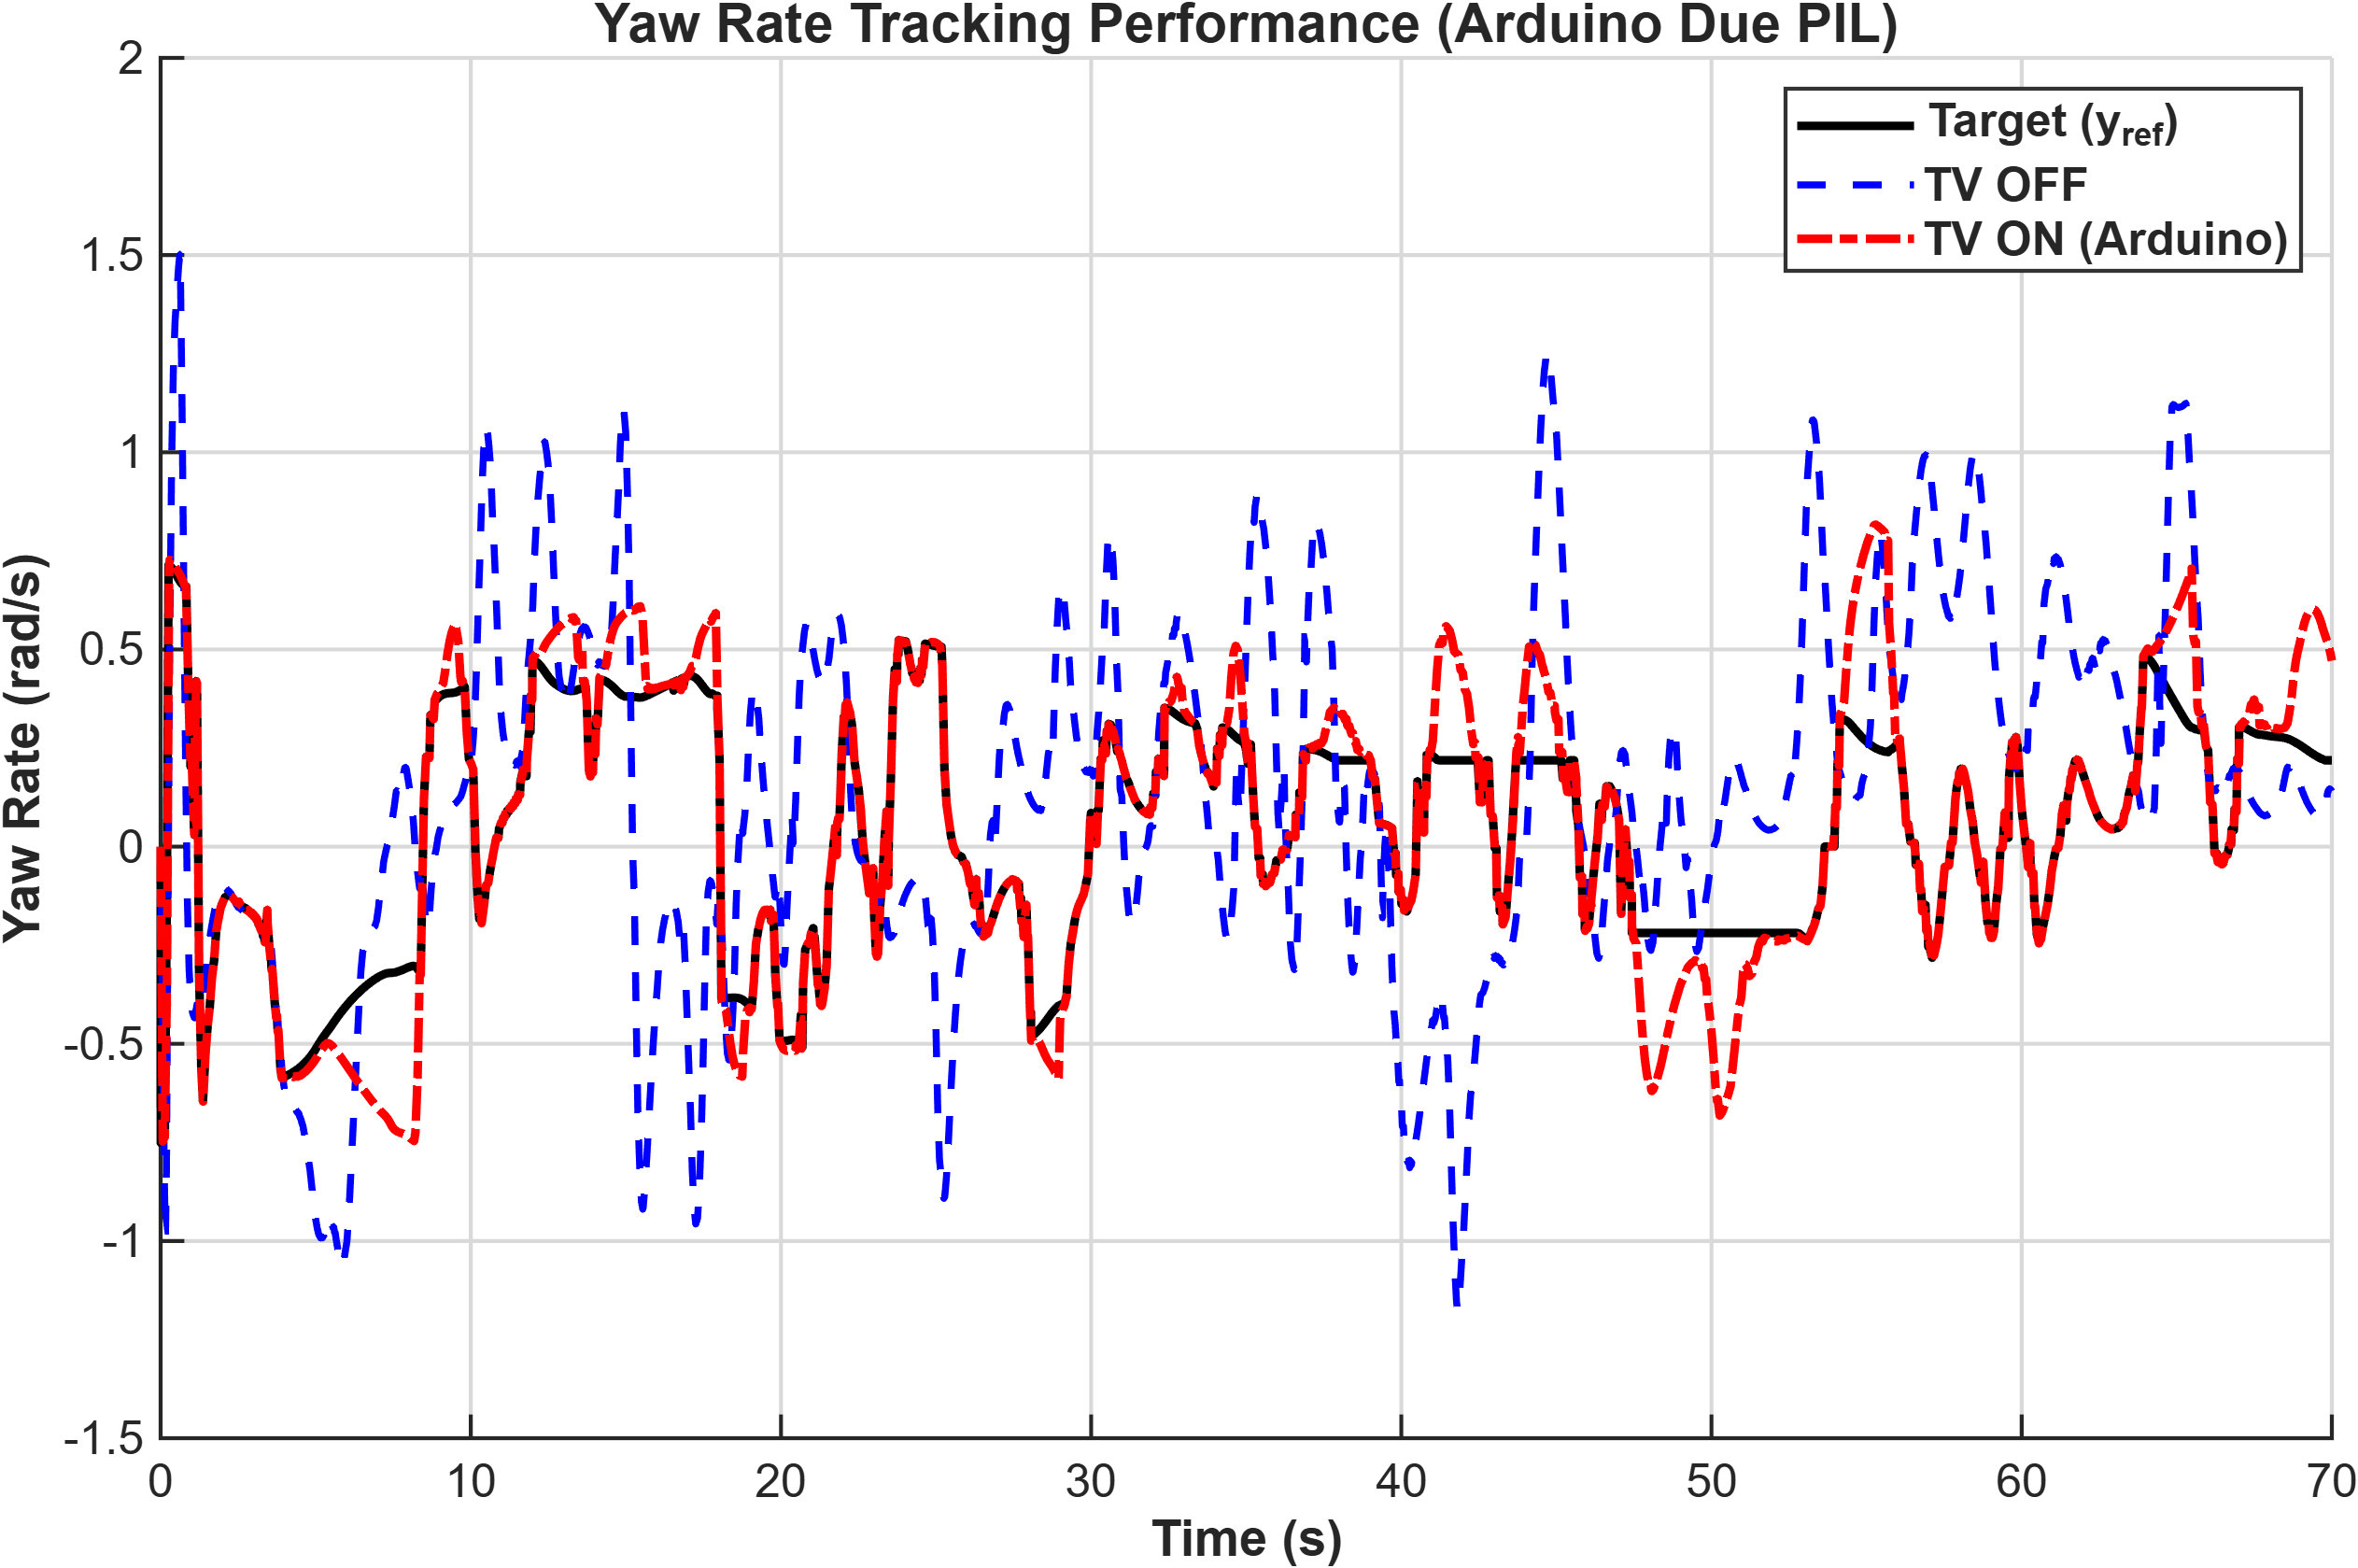 Yaw Rate Tracking Performance (Arduino Due PIL)
Target (y_ref)
TV OFF
TV ON (Arduino)
Yaw Rate (rad/s)
2
1.5
1
0.5
0
-0.5
-1
-1.5
0 10 20 30 40 50 60 70
Time (s)